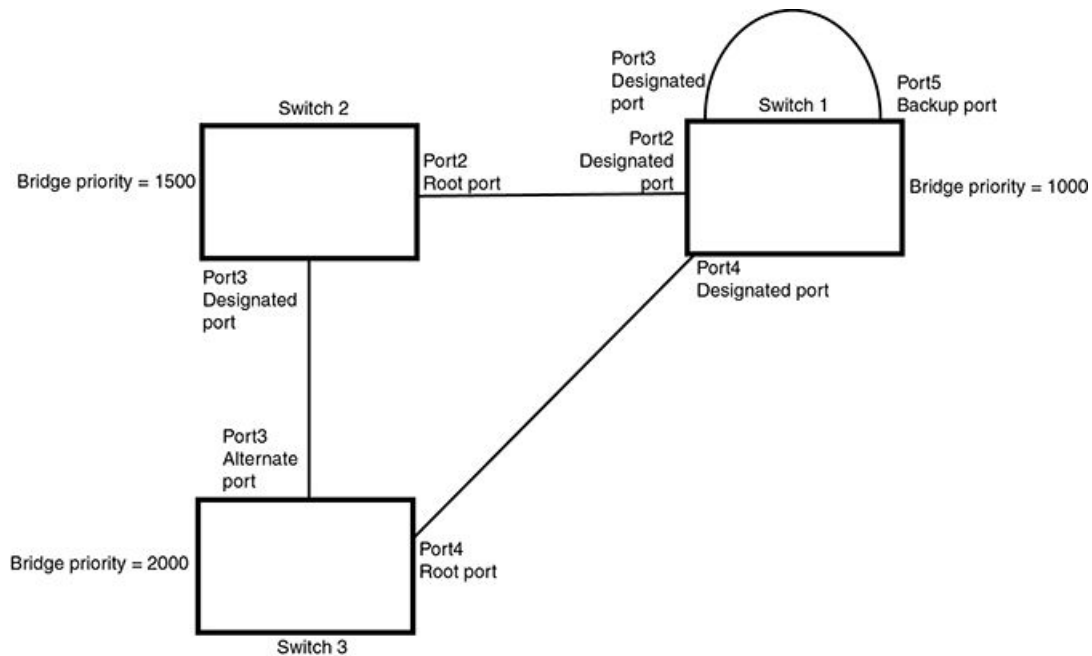 Port3
Designated
port
Port5
Backup port
Switch 2
Switch 1
Port2
Root port
Port2
Designated
port
Bridge priority = 1500
Bridge priority = 1000
Port3
Designated
port
Port4
Designated port
Port3
Alternate
port
Bridge priority = 2000
Port4
Root port
Switch 3